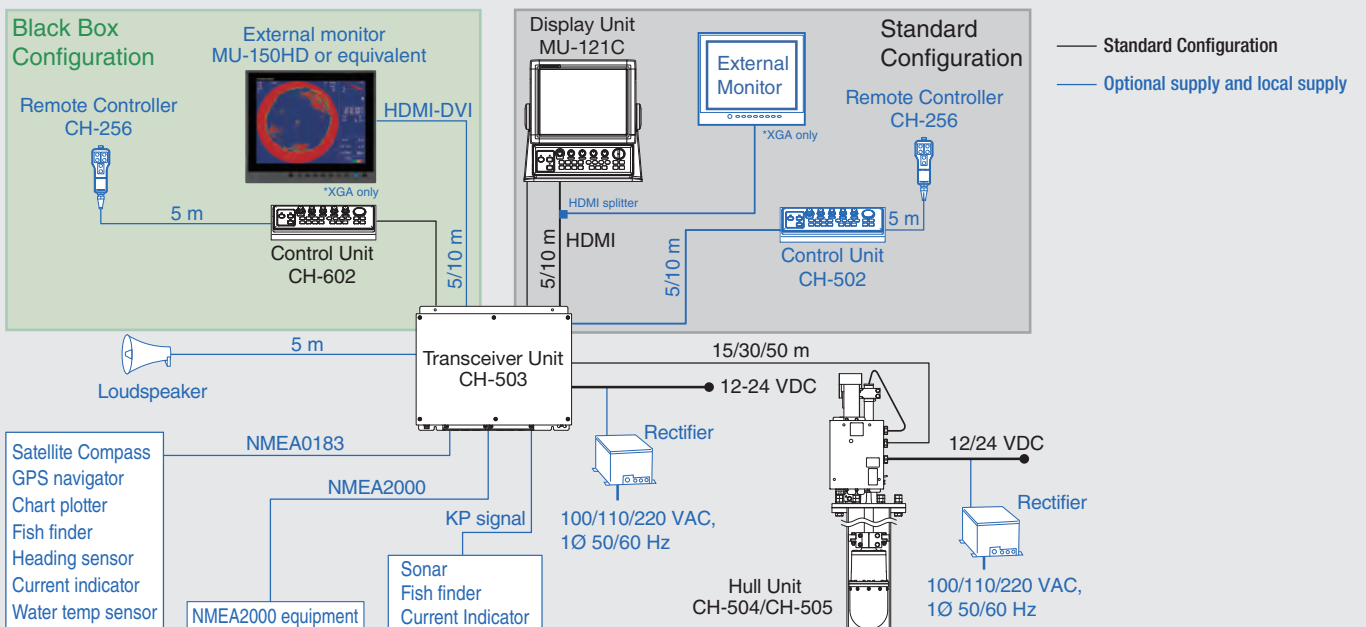 Black Box
Configuration
External monitor
MU-150HD or equivalent
Remote Controller
CH-256
HDMI-DVI
*XGA only
5 m
Control Unit
CH-602
5/10 m
Display Unit
MU-121C
Standard
Configuration
External
Monitor
*XGA only
Remote Controller
CH-256
HDMI splitter
HDMI
5/10 m
5/10 m
5 m
Control Unit
CH-502
Standard Configuration
Optional supply and local supply
5 m
Loudspeaker
Transceiver Unit
CH-503
15/30/50 m
12-24 VDC
Rectifier
100/110/220 VAC,
1Ø 50/60 Hz
12/24 VDC
Rectifier
100/110/220 VAC,
1Ø 50/60 Hz
Hull Unit
CH-504/CH-505
NMEA0183
Satellite Compass
GPS navigator
Chart plotter
Fish finder
Heading sensor
Current indicator
Water temp sensor
NMEA2000
NMEA2000 equipment
KP signal
Sonar
Fish finder
Current Indicator